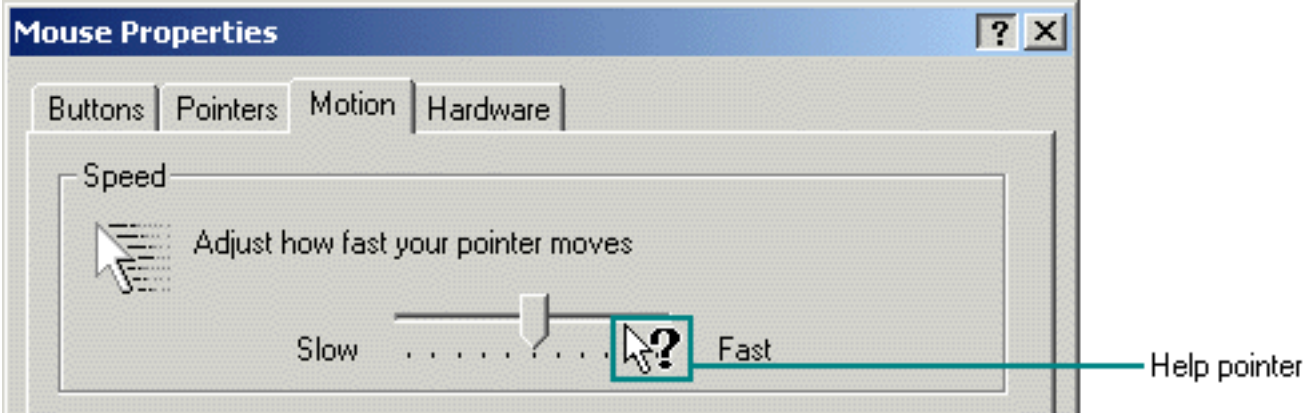 Mouse Properties
Buttons Pointers Motion Hardware
Speed
Adjust how fast your pointer moves
Slow Fast
Help pointer